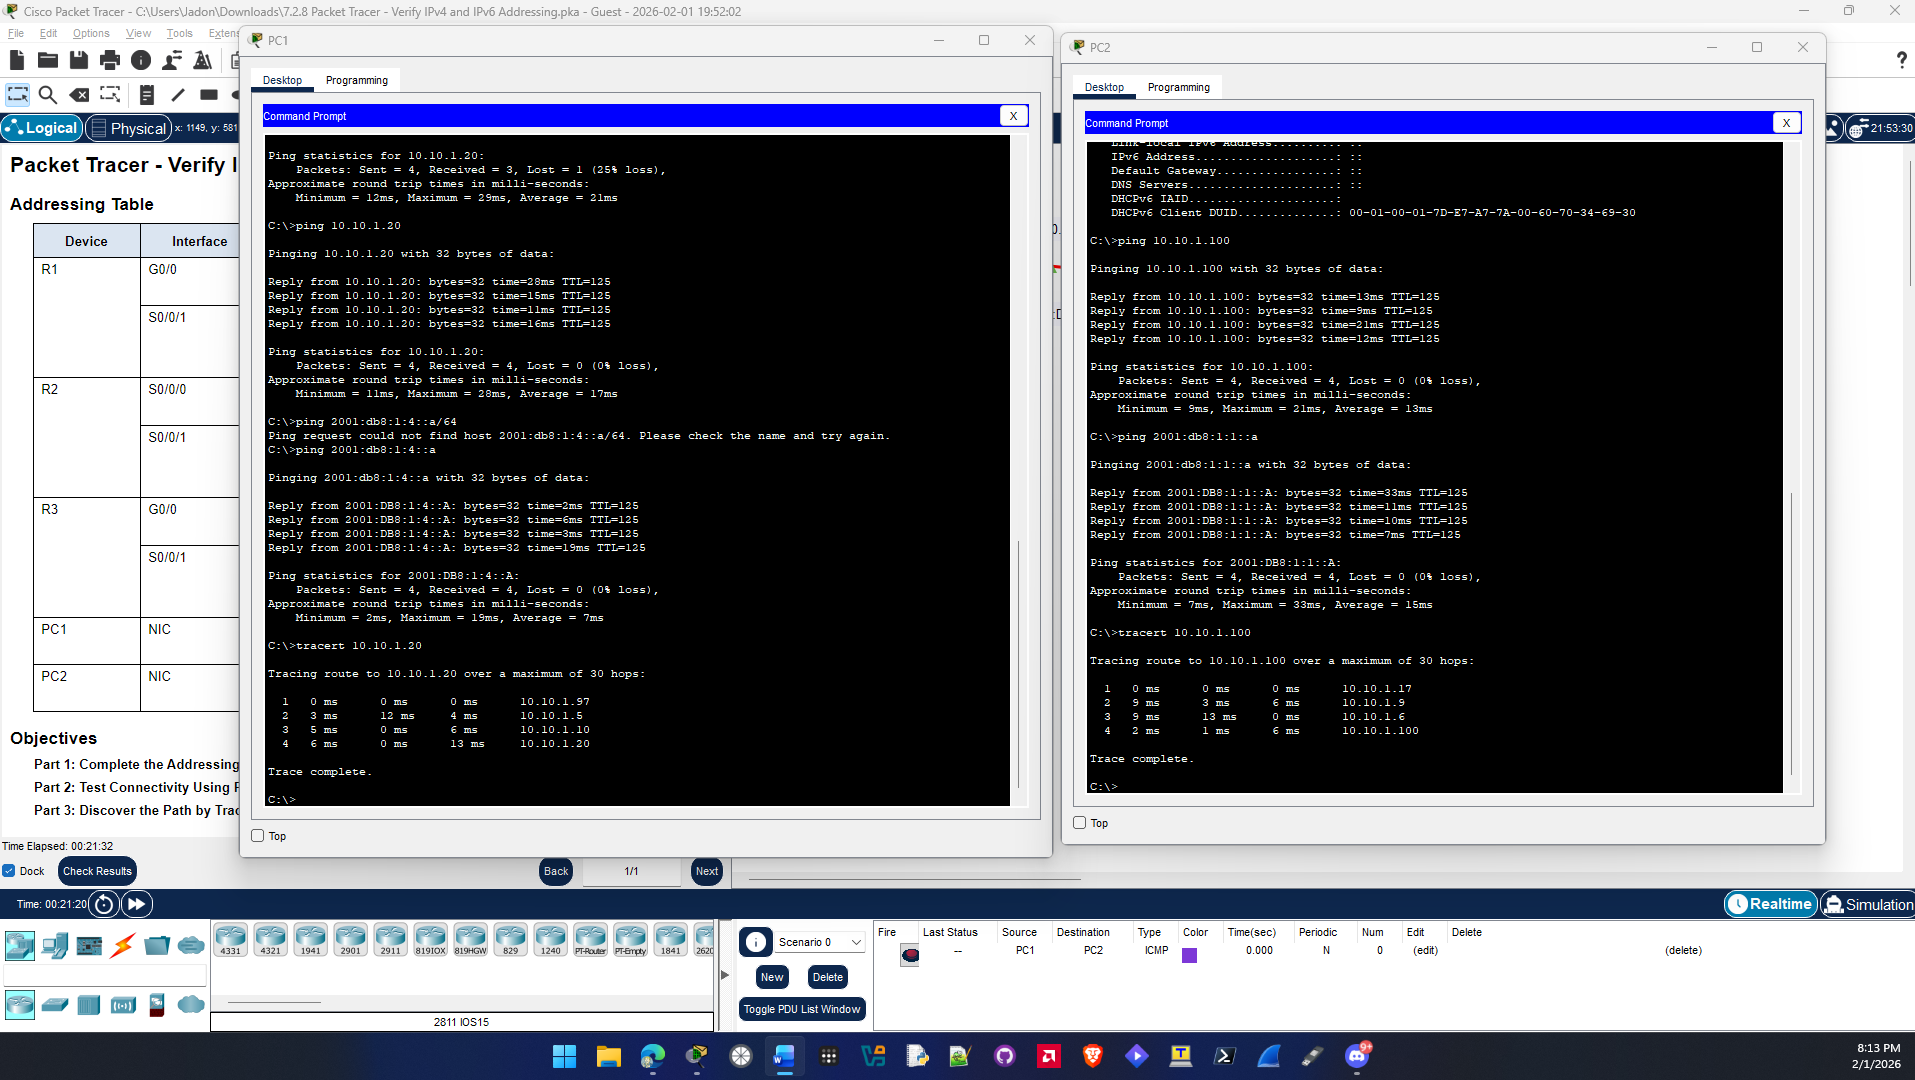 Cisco Packet Tracer - C:\Users\Jadon\Downloads\7.2.8 Packet Tracer - Verify IPv4 and IPv6 Addressing.pka - Guest - 2026-02-01 19:52:02
File Edit Options View Tools Exten
Logical Physical x: 1149, y: 581
21:53:30
Packet Tracer - Verify I
Addressing Table
Device Interface
R1 G0/0
S0/0/1
R2 S0/0/0
S0/0/1
R3 G0/0
S0/0/1
PC1 NIC
PC2 NIC
Objectives
Part 1: Complete the Addressing
Part 2: Test Connectivity Using P
Part 3: Discover the Path by Trac
Time Elapsed: 00:21:32
Dock Check Results Back 1/1 Next
PC1
Desktop Programming
Command Prompt X
Ping statistics for 10.10.1.20:
Packets: Sent = 4, Received = 3, Lost = 1 (25% loss),
Approximate round trip times in milli-seconds:
Minimum = 12ms, Maximum = 29ms, Average = 21ms
C:\>ping 10.10.1.20
Pinging 10.10.1.20 with 32 bytes of data:
Reply from 10.10.1.20: bytes=32 time=28ms TTL=125
Reply from 10.10.1.20: bytes=32 time=15ms TTL=125
Reply from 10.10.1.20: bytes=32 time=11ms TTL=125
Reply from 10.10.1.20: bytes=32 time=16ms TTL=125
Ping statistics for 10.10.1.20:
Packets: Sent = 4, Received = 4, Lost = 0 (0% loss),
Approximate round trip times in milli-seconds:
Minimum = 11ms, Maximum = 28ms, Average = 17ms
C:\>ping 2001:db8:1:4::a/64
Ping request could not find host 2001:db8:1:4::a/64. Please check the name and try again.
C:\>ping 2001:db8:1:4::a
Pinging 2001:db8:1:4::a with 32 bytes of data:
Reply from 2001:DB8:1:4::A: bytes=32 time=2ms TTL=125
Reply from 2001:DB8:1:4::A: bytes=32 time=6ms TTL=125
Reply from 2001:DB8:1:4::A: bytes=32 time=3ms TTL=125
Reply from 2001:DB8:1:4::A: bytes=32 time=19ms TTL=125
Ping statistics for 2001:DB8:1:4::A:
Packets: Sent = 4, Received = 4, Lost = 0 (0% loss),
Approximate round trip times in milli-seconds:
Minimum = 2ms, Maximum = 19ms, Average = 7ms
C:\>tracert 10.10.1.20
Tracing route to 10.10.1.20 over a maximum of 30 hops:
1 0 ms 0 ms 0 ms 10.10.1.97
2 3 ms 12 ms 4 ms 10.10.1.5
3 5 ms 0 ms 6 ms 10.10.1.10
4 6 ms 0 ms 13 ms 10.10.1.20
Trace complete.
C:\>
Top
PC2
Desktop Programming
Command Prompt X
Link-local IPv6 Address.........: ::
IPv6 Address....................: ::
Default Gateway.................: ::
DNS Servers.....................: ::
DHCPv6 IAID.....................:
DHCPv6 Client DUID..............: 00-01-00-01-7D-E7-A7-7A-00-60-70-34-69-30
C:\>ping 10.10.1.100
Pinging 10.10.1.100 with 32 bytes of data:
Reply from 10.10.1.100: bytes=32 time=13ms TTL=125
Reply from 10.10.1.100: bytes=32 time=9ms TTL=125
Reply from 10.10.1.100: bytes=32 time=21ms TTL=125
Reply from 10.10.1.100: bytes=32 time=12ms TTL=125
Ping statistics for 10.10.1.100:
Packets: Sent = 4, Received = 4, Lost = 0 (0% loss),
Approximate round trip times in milli-seconds:
Minimum = 9ms, Maximum = 21ms, Average = 13ms
C:\>ping 2001:db8:1:1::a
Pinging 2001:db8:1:1::a with 32 bytes of data:
Reply from 2001:DB8:1:1::A: bytes=32 time=33ms TTL=125
Reply from 2001:DB8:1:1::A: bytes=32 time=11ms TTL=125
Reply from 2001:DB8:1:1::A: bytes=32 time=10ms TTL=125
Reply from 2001:DB8:1:1::A: bytes=32 time=7ms TTL=125
Ping statistics for 2001:DB8:1:1::A:
Packets: Sent = 4, Received = 4, Lost = 0 (0% loss),
Approximate round trip times in milli-seconds:
Minimum = 7ms, Maximum = 33ms, Average = 15ms
C:\>tracert 10.10.1.100
Tracing route to 10.10.1.100 over a maximum of 30 hops:
1 0 ms 0 ms 0 ms 10.10.1.17
2 9 ms 3 ms 6 ms 10.10.1.9
3 9 ms 13 ms 0 ms 10.10.1.6
4 2 ms 1 ms 6 ms 10.10.1.100
Trace complete.
C:\>
Top
Time: 00:21:20 Realtime Simulation
4331 4321 1941 2901 2911 819IOX 819HGW 829 1240 PT-Router PT-Empty 1841 2620
2811 IOS15
Scenario 0
New Delete
Toggle PDU List Window
Fire Last Status Source Destination Type Color Time(sec) Periodic Num Edit Delete
-- PC1 PC2 ICMP 0.000 N 0 (edit) (delete)
9+
8:13 PM
2/1/2026